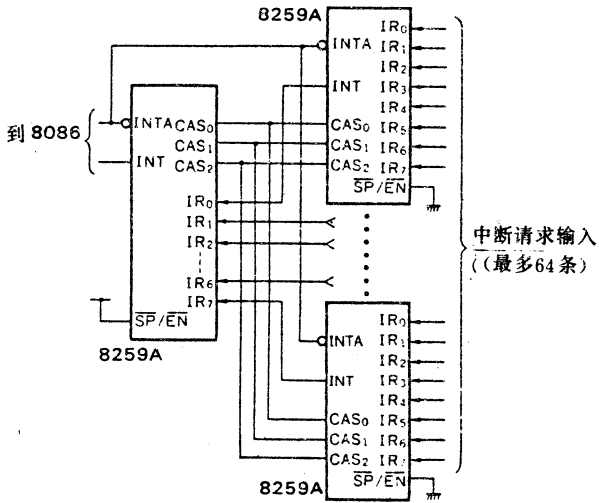 8259A
INTA
INT
CAS0
CAS1
CAS2
IR0
IR1
IR2
IR3
IR4
IR5
IR6
IR7
SP/EN
到 8086
INTA
INT
CAS0
CAS1
CAS2
IR0
IR1
IR2
IR6
IR7
SP/EN
8259A
中断请求输入
((最多64条)
INTA
INT
CAS0
CAS1
CAS2
IR0
IR1
IR2
IR3
IR4
IR5
IR6
IR7
SP/EN
8259A